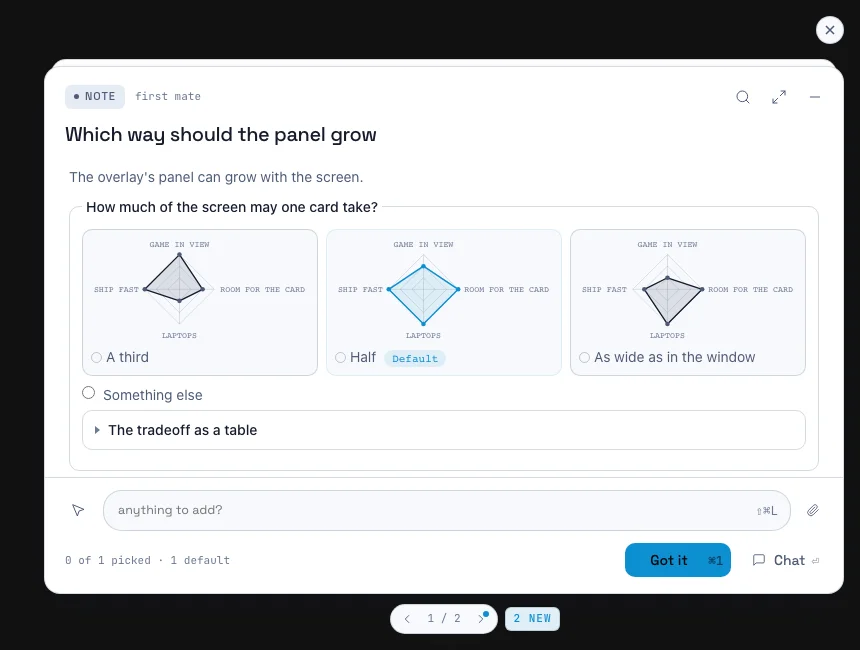 NOTE first mate
Which way should the panel grow
The overlay's panel can grow with the screen.
How much of the screen may one card take?
GAME IN VIEW
SHIP FAST
ROOM FOR THE CARD
LAPTOPS
A third
GAME IN VIEW
SHIP FAST
ROOM FOR THE CARD
LAPTOPS
Half Default
GAME IN VIEW
SHIP FAST
ROOM FOR THE CARD
LAPTOPS
As wide as in the window
Something else
The tradeoff as a table
anything to add? ⇧⌘L
0 of 1 picked · 1 default
Got it ⌘1
Chat ⏎
1 / 2
2 NEW